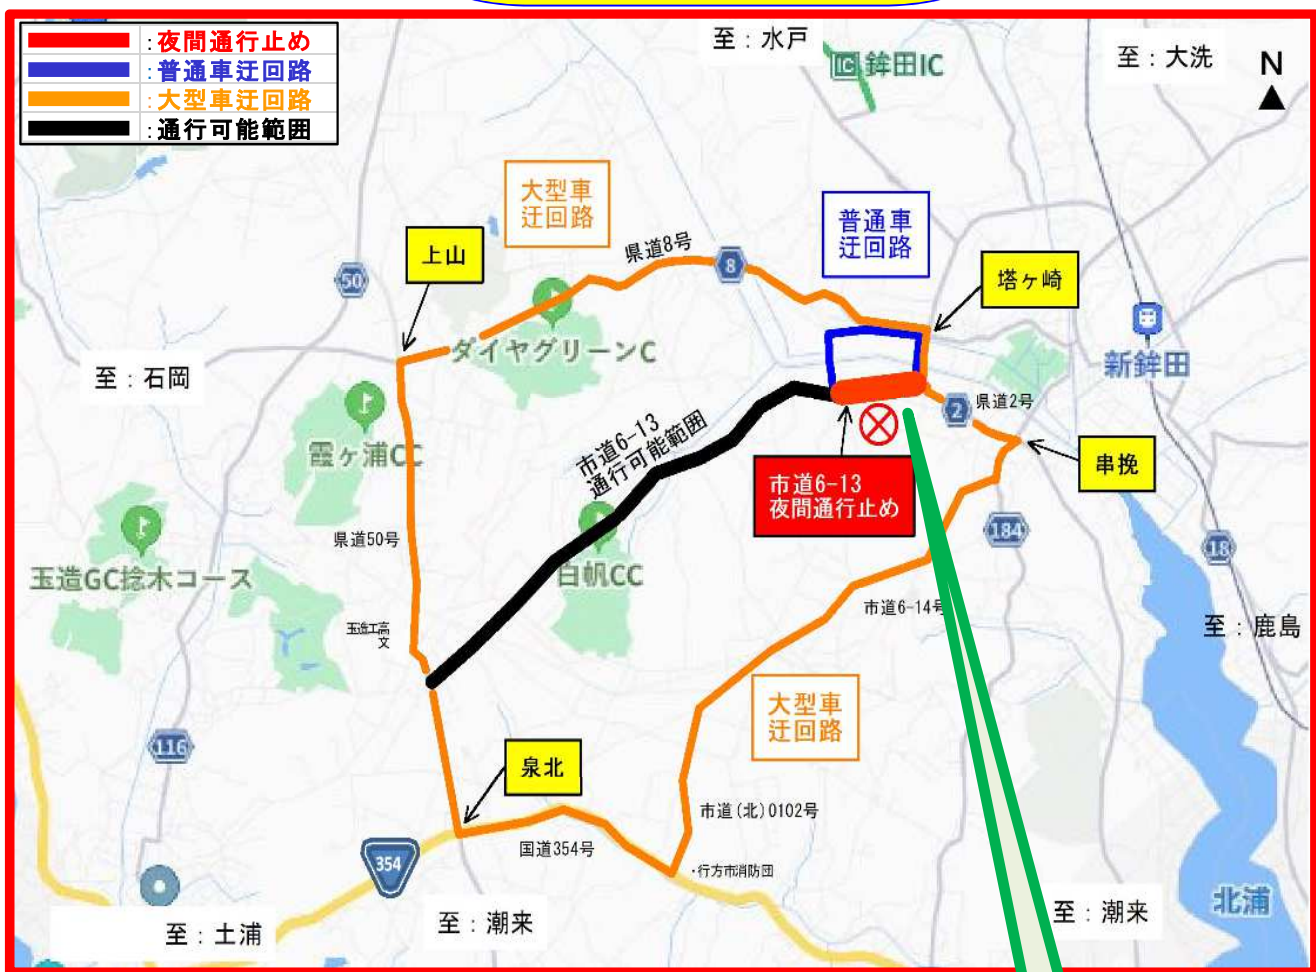 :夜間通行止め
:普通車迂回路
:大型車迂回路
:通行可能範囲
至:水戸
IC 鉾田IC
至:大洗
N
大型車
迂回路
普通車
迂回路
県道8号
8
上山
50
塔ヶ崎
新鉾田
ダイヤグリーンC
至:石岡
県道2号
2
霞ヶ浦CC
市道6-13
通行可能範囲
串挽
市道6-13
夜間通行止め
県道50号
184
18
玉造GC捻木コース
白帆CC
市道6-14号
玉造工高
文
至:鹿島
大型車
迂回路
116
泉北
市道(北)0102号
国道354号
354
・行方市消防団
北浦
至:土浦
至:潮来
至:潮来